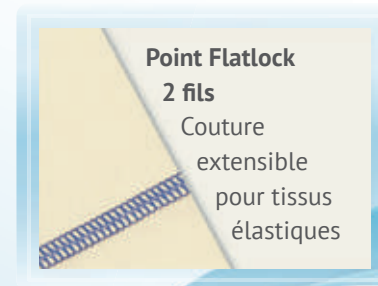 Point Flatlock
2 fils
Couture
extensible
pour tissus
élastiques